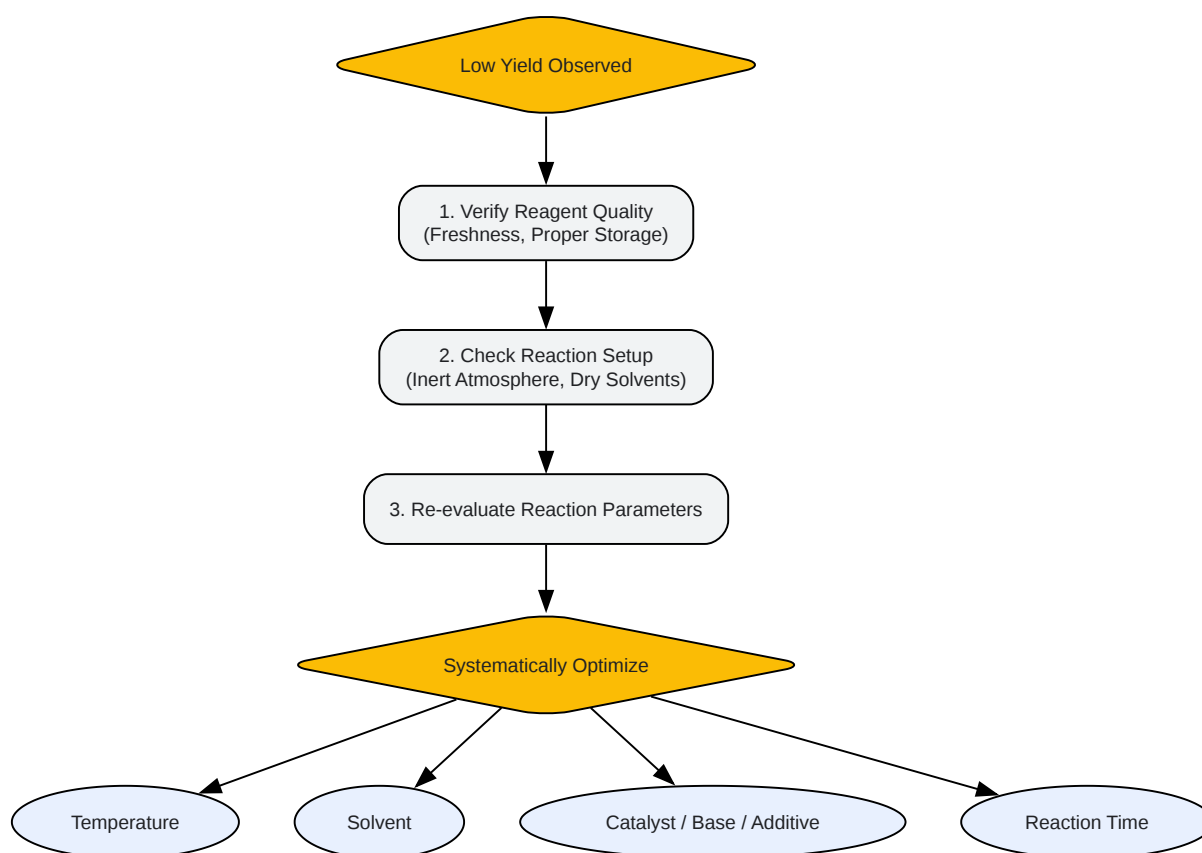 Low Yield Observed
1. Verify Reagent Quality
(Freshness, Proper Storage)
2. Check Reaction Setup
(Inert Atmosphere, Dry Solvents)
3. Re-evaluate Reaction Parameters
Systematically Optimize
Temperature
Solvent
Catalyst / Base / Additive
Reaction Time